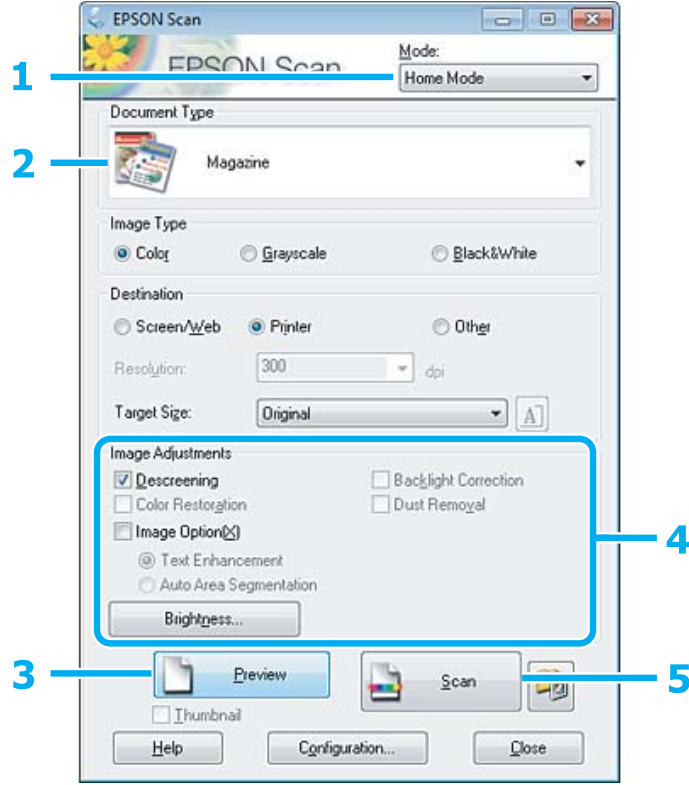 EPSON Scan
EPSON Scan
Mode:
1
Home Mode
Document Type
2
Magazine
Image Type
Color Grayscale Black&White
Destination
Screen/Web Printer Other
Resolution: 300 dpi
Target Size: Original A
Image Adjustments
Descreening Backlight Correction
Color Restoration Dust Removal
Image Option(X)
4
Text Enhancement
Auto Area Segmentation
Brightness...
3 Preview Scan 5
Thumbnail
Help Configuration... Close